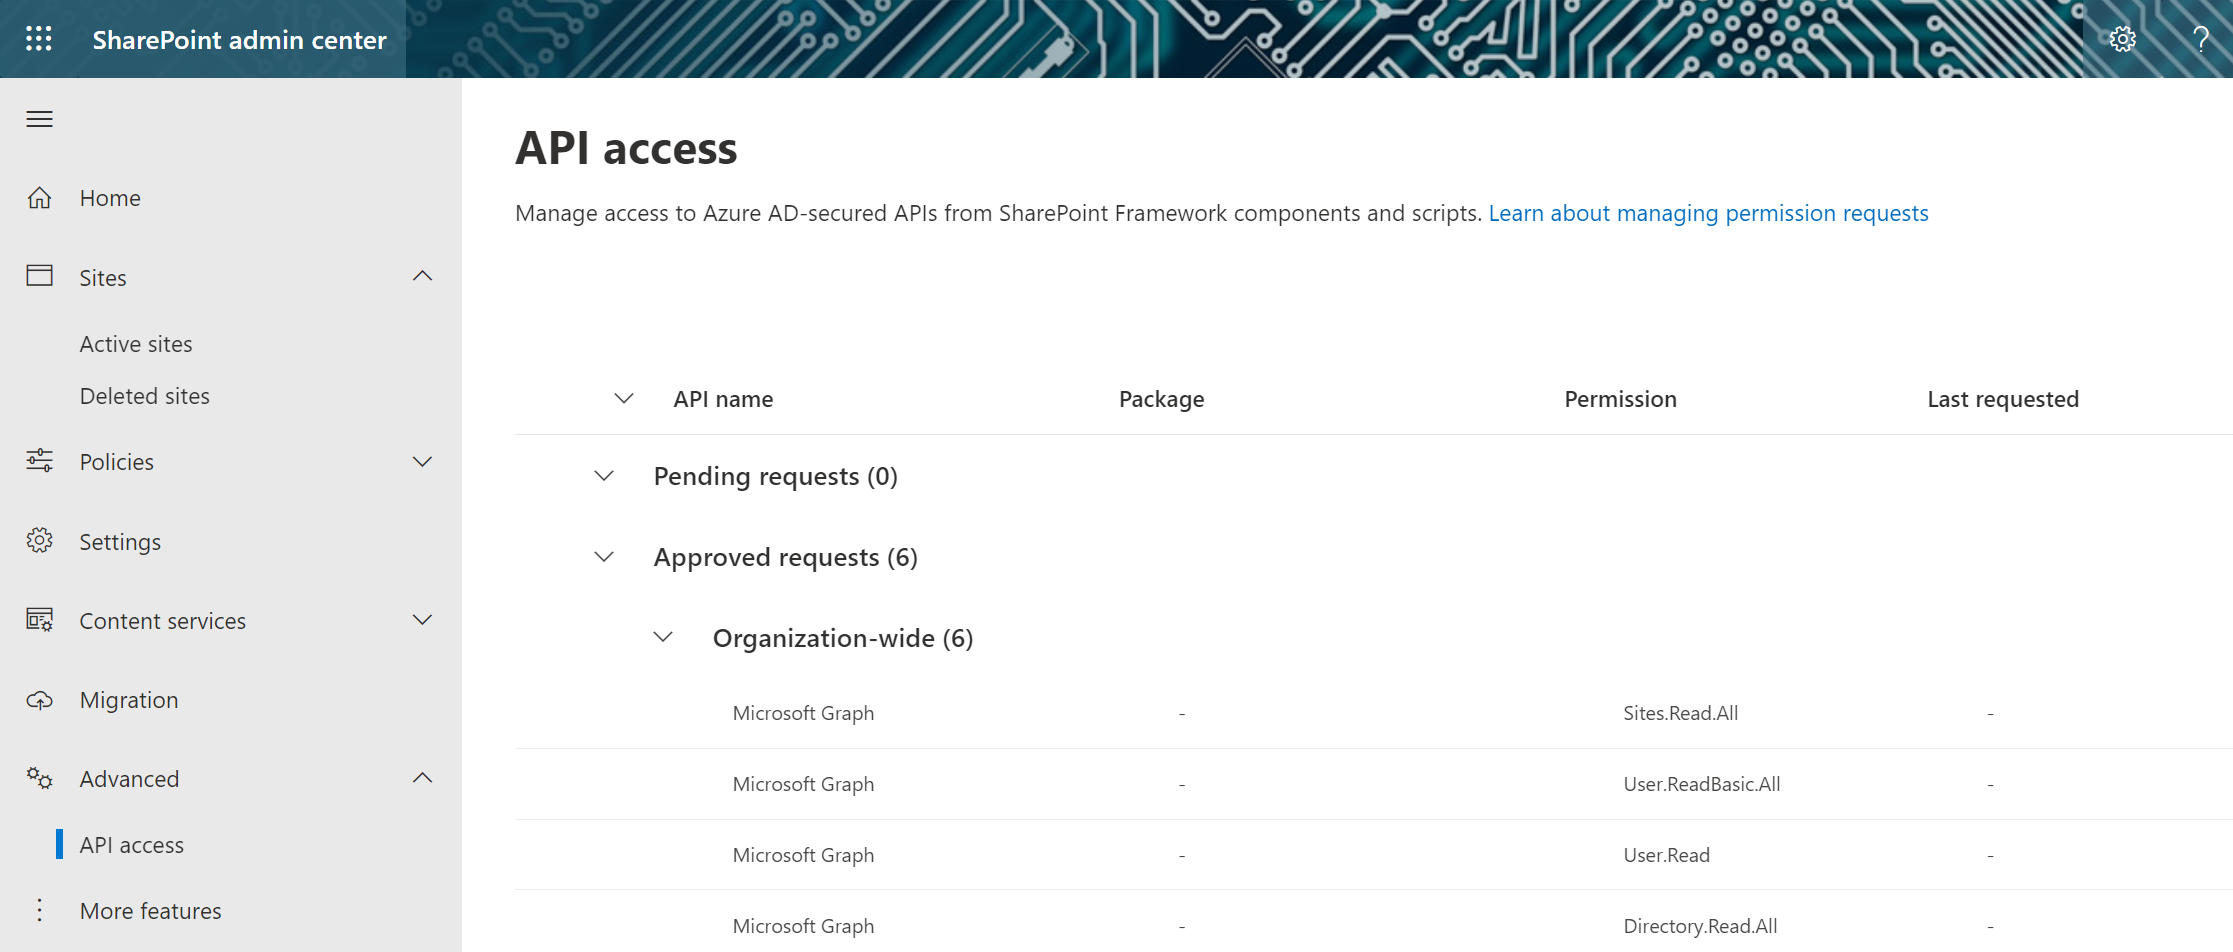 SharePoint admin center
?
Home
Sites
Active sites
Deleted sites
Policies
Settings
Content services
Migration
Advanced
API access
More features
API access
Manage access to Azure AD-secured APIs from SharePoint Framework components and scripts. Learn about managing permission requests
API name Package Permission Last requested
Pending requests (0)
Approved requests (6)
Organization-wide (6)
Microsoft Graph - Sites.Read.All -
Microsoft Graph - User.ReadBasic.All -
Microsoft Graph - User.Read -
Microsoft Graph - Directory.Read.All -